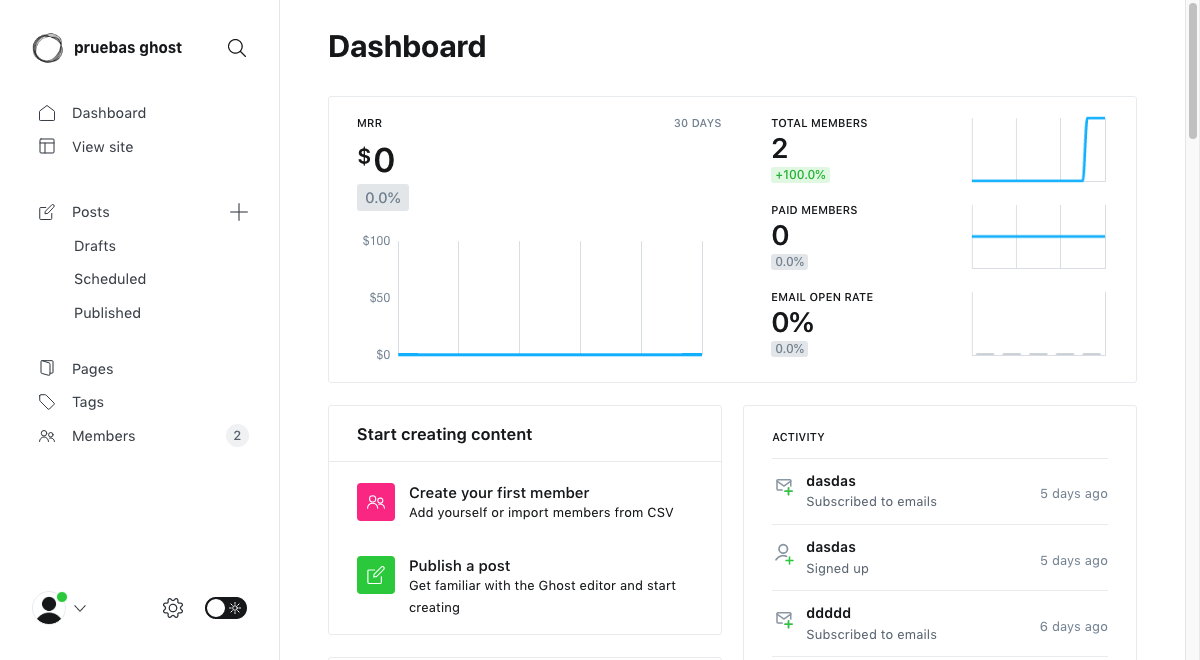 pruebas ghost
Dashboard
View site
Posts
Drafts
Scheduled
Published
Pages
Tags
Members
2
Dashboard
MRR
30 DAYS
$0
0.0%
$100
$50
$0
TOTAL MEMBERS
2
+100.0%
PAID MEMBERS
0
0.0%
EMAIL OPEN RATE
0%
0.0%
Start creating content
Create your first member
Add yourself or import members from CSV
Publish a post
Get familiar with the Ghost editor and start
creating
ACTIVITY
dasdas
Subscribed to emails
5 days ago
dasdas
Signed up
5 days ago
ddddd
Subscribed to emails
6 days ago